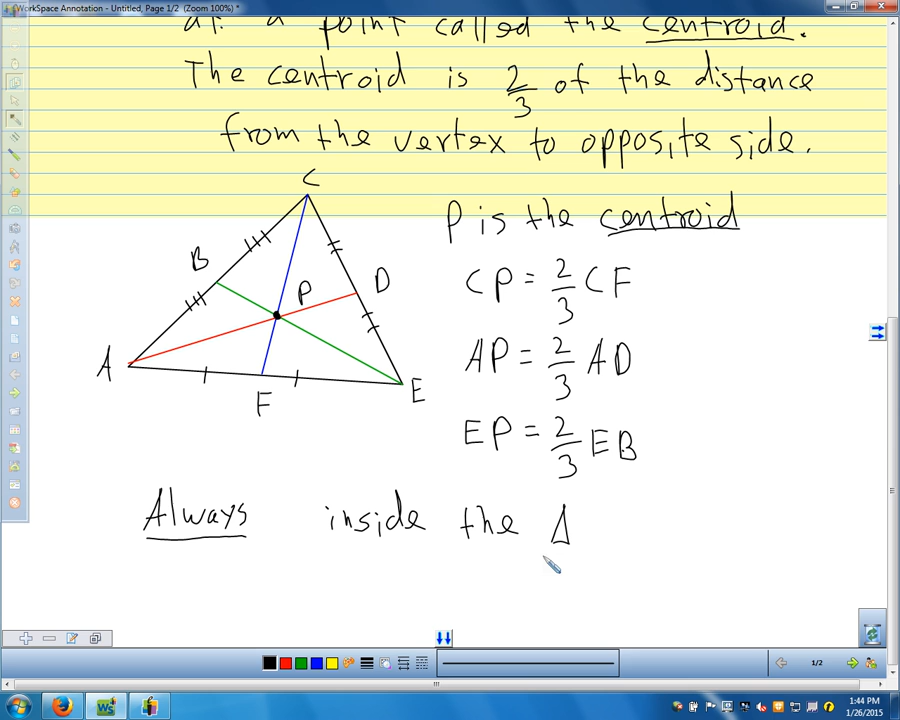 WorkSpace Annotation - Untitled, Page 1/2 (Zoom 100%) *
at a point called the centroid.
The centroid is 2/3 of the distance
from the vertex to opposite side.
C
P is the centroid
B
D
P
CP = 2/3 CF
A
AP = 2/3 AD
E
F
EP = 2/3 EB
Always inside the Δ
1/2
1:44 PM
1/26/2015